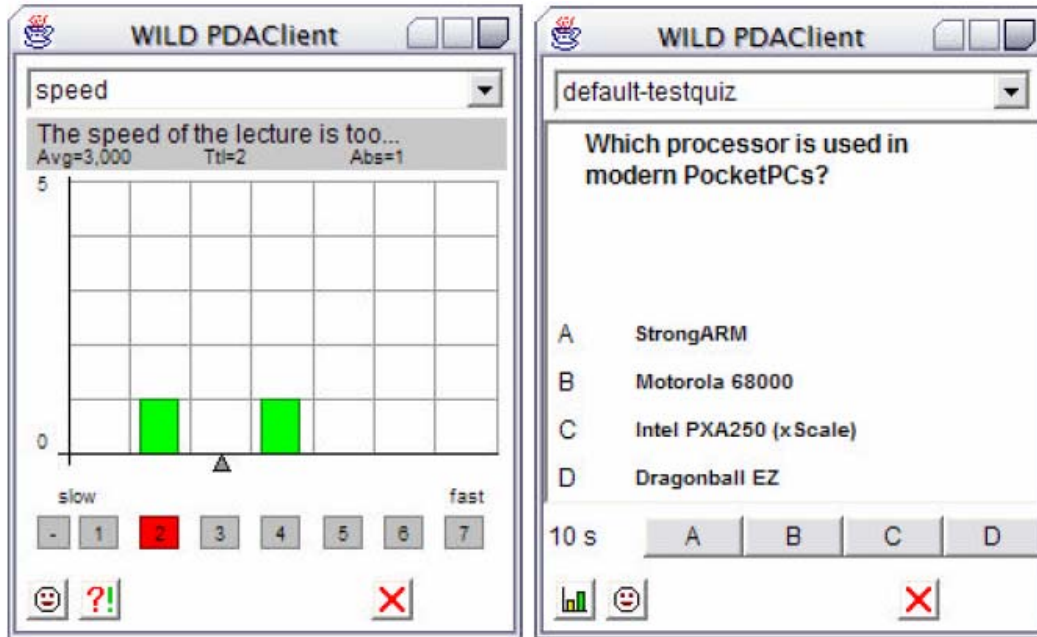 WILD PDAClient
speed
The speed of the lecture is too...
Avg=3,000 Ttl=2 Abs=1
5
0
slow fast
- 1 2 3 4 5 6 7
?!
WILD PDAClient
default-testquiz
Which processor is used in
modern PocketPCs?
A StrongARM
B Motorola 68000
C Intel PXA250 (xScale)
D Dragonball EZ
10 s A B C D